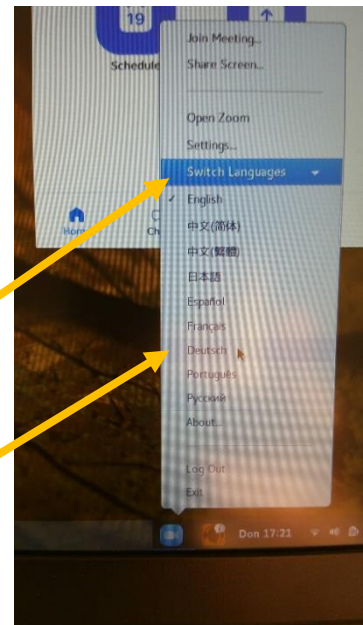 19
Schedule
Join Meeting...
Share Screen...
Open Zoom
Settings...
Switch Languages
✓ English
中文(简体)
中文(繁體)
日本語
Español
Français
Deutsch
Português
Русский
About...
Log Out
Exit
Home
Ch
Don 17:21